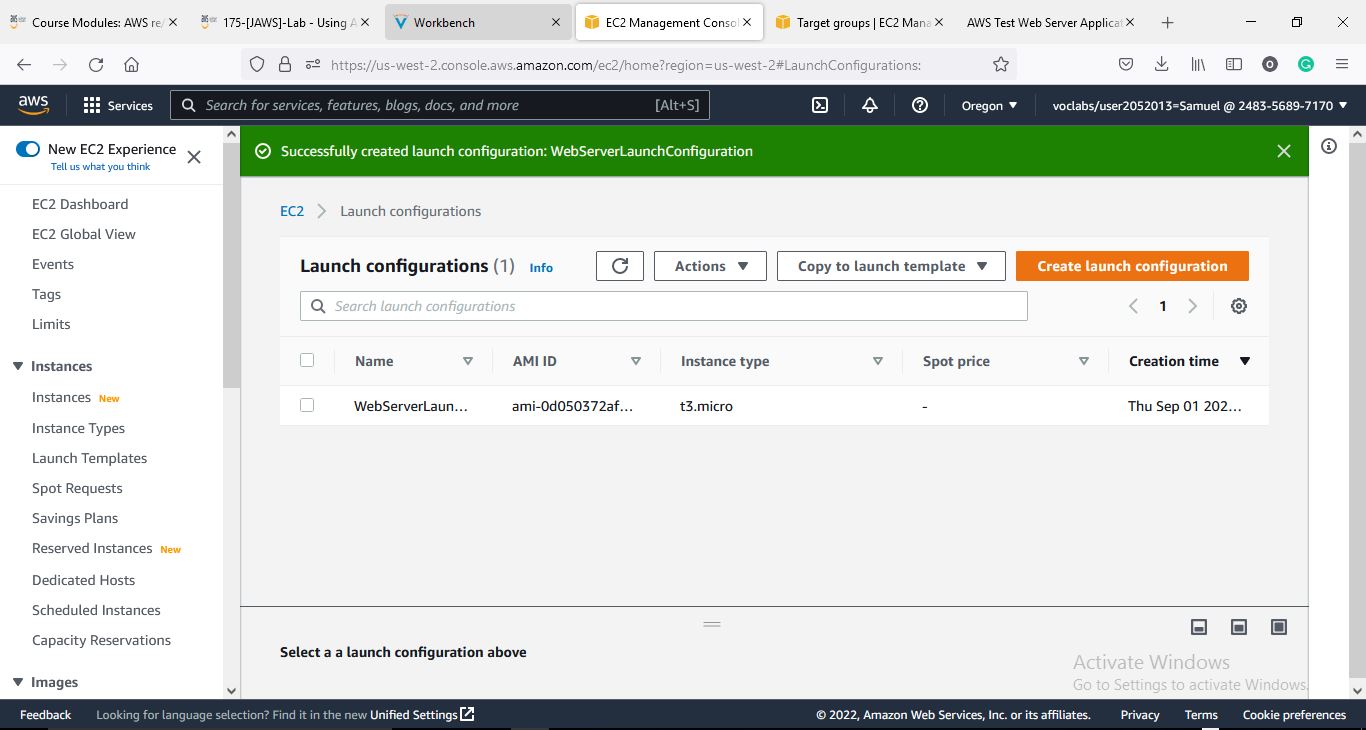 Course Modules: AWS re/
175-[JAWS]-Lab - Using A
Workbench
EC2 Management Consol
Target groups | EC2 Mana
AWS Test Web Server Applicat
https://us-west-2.console.aws.amazon.com/ec2/home?region=us-west-2#LaunchConfigurations:
aws
Services
Search for services, features, blogs, docs, and more
[Alt+S]
Oregon
voclabs/user2052013=Samuel @ 2483-5689-7170
New EC2 Experience
Tell us what you think
EC2 Dashboard
EC2 Global View
Events
Tags
Limits
Instances
Instances New
Instance Types
Launch Templates
Spot Requests
Savings Plans
Reserved Instances New
Dedicated Hosts
Scheduled Instances
Capacity Reservations
Images
Successfully created launch configuration: WebServerLaunchConfiguration
EC2
Launch configurations
Launch configurations (1) Info
Actions
Copy to launch template
Create launch configuration
Search launch configurations
1
Name
AMI ID
Instance type
Spot price
Creation time
WebServerLaun...
ami-0d050372af...
t3.micro
-
Thu Sep 01 202...
Select a a launch configuration above
Activate Windows
Go to Settings to activate Windows.
Feedback
Looking for language selection? Find it in the new Unified Settings
© 2022, Amazon Web Services, Inc. or its affiliates.
Privacy
Terms
Cookie preferences